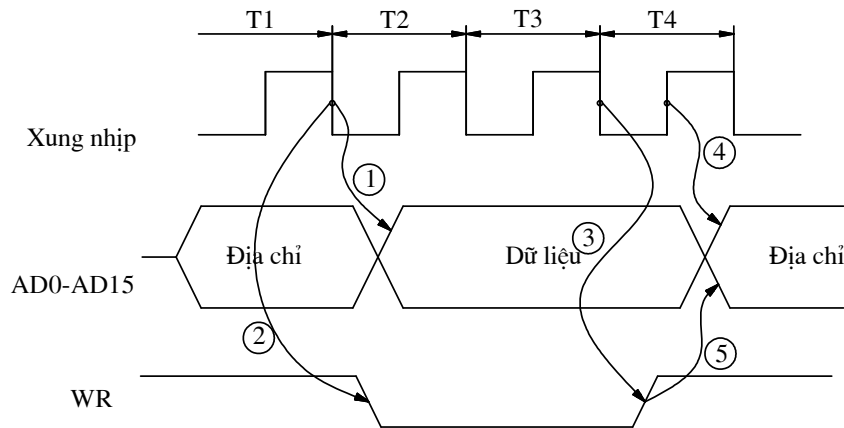 T1 T2 T3 T4
Xung nhịp
1
4
3
Địa chỉ Dữ liệu Địa chỉ
AD0-AD15
2
5
WR